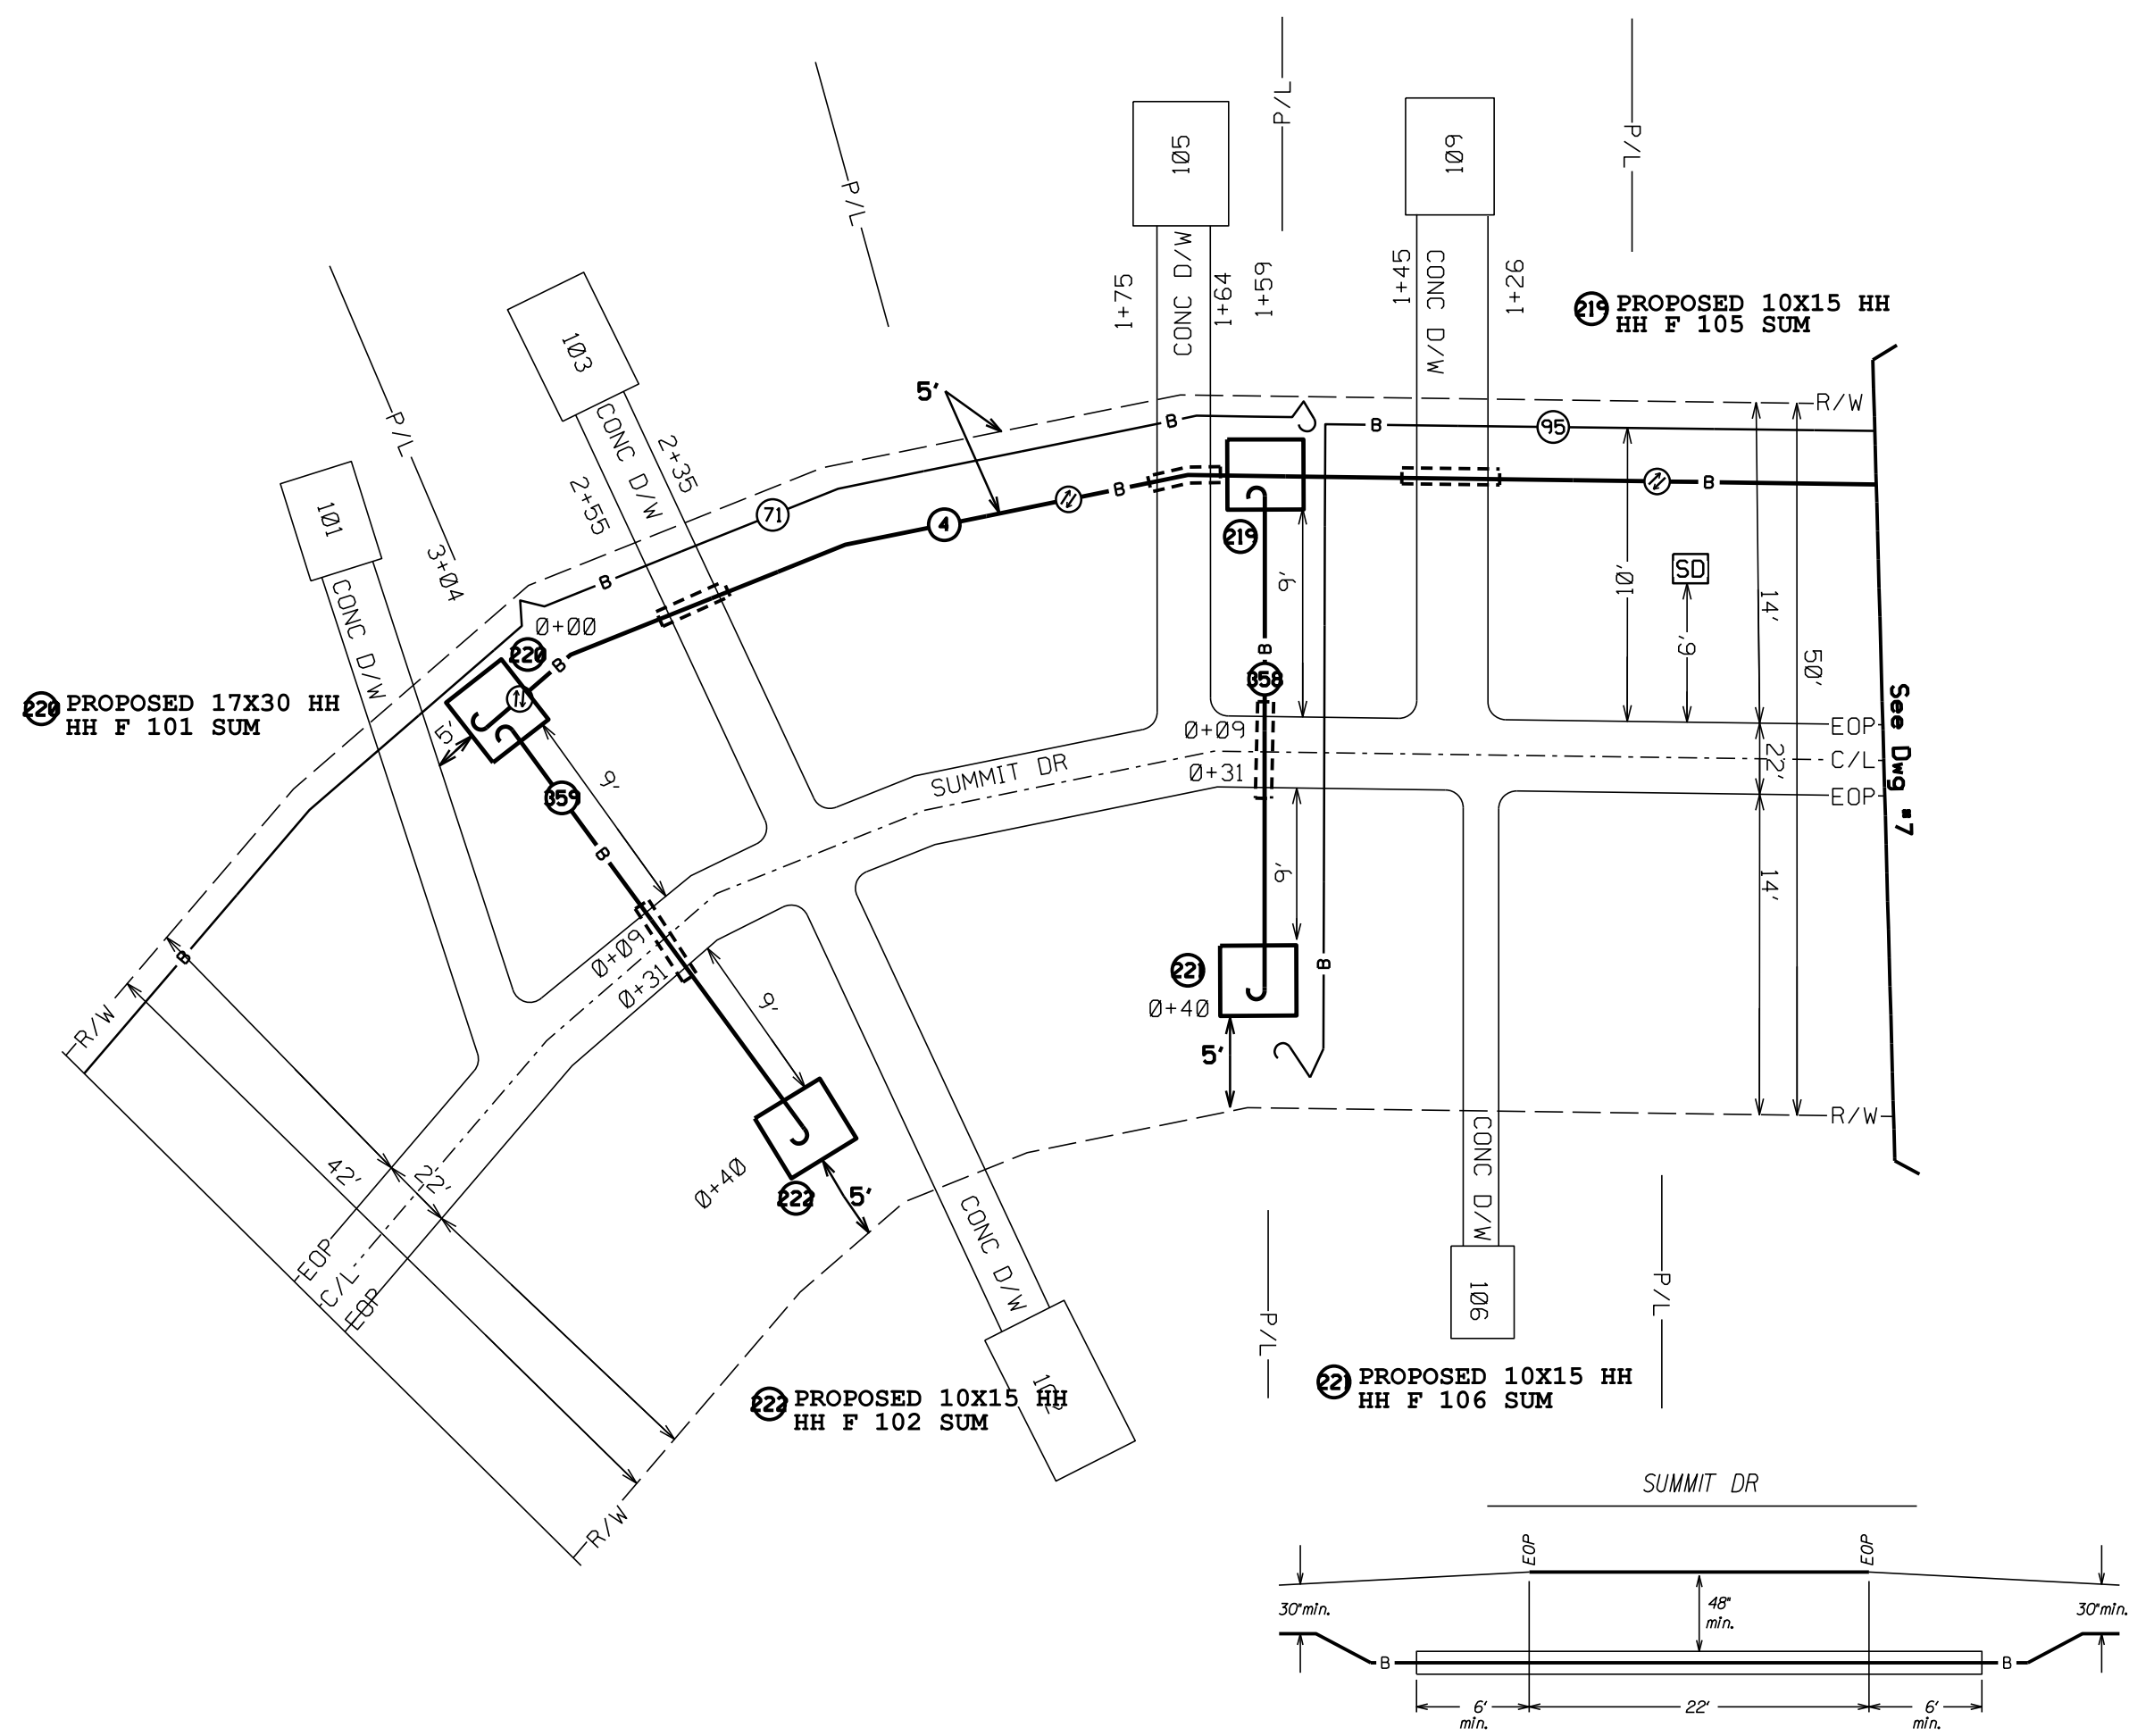 P/L
P/L
P/L
P/L
105
109
103
101
CONC D/W
CONC D/W
CONC D/W
CONC D/W
1+75
1+64
1+59
1+45
1+26
219 PROPOSED 10X15 HH
HH F 105 SUM
5'
R/W
2+35
2+55
3+04
B
B
95
B
B
71
4
B
219
B
0+00
220
B
220 PROPOSED 17X30 HH
HH F 101 SUM
5'
9'
359
B
9'
B
358
10'
SD
9'
14'
50'
See Dwg #7
EOP
C/L
EOP
22'
14'
0+09
0+31
SUMMIT DR
0+09
0+31
9'
9'
B
B
221
0+40
5'
R/W
R/W
42'
22'
EOP
C/L
EOP
R/W
0+40
222
5'
CONC D/W
CONC D/W
106
P/L
P/L
222 PROPOSED 10X15 HH
HH F 102 SUM
102
221 PROPOSED 10X15 HH
HH F 106 SUM
SUMMIT DR
EOP
EOP
30"min.
48"
min.
30"min.
B
B
6'
min.
22'
6'
min.